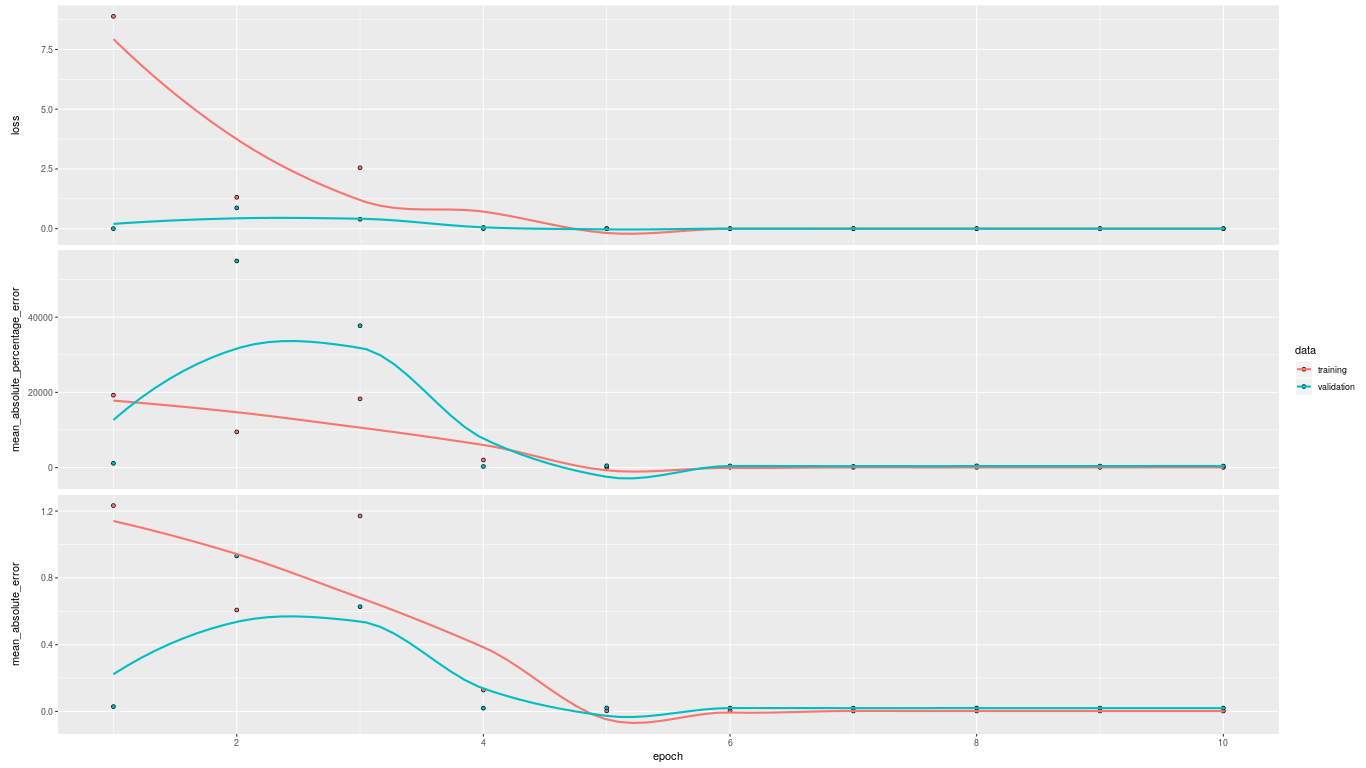 loss
7.5
5.0
2.5
0.0
mean_absolute_percentage_error
40000
20000
0
mean_absolute_error
1.2
0.8
0.4
0.0
2 4 6 8 10
epoch
data
training
validation